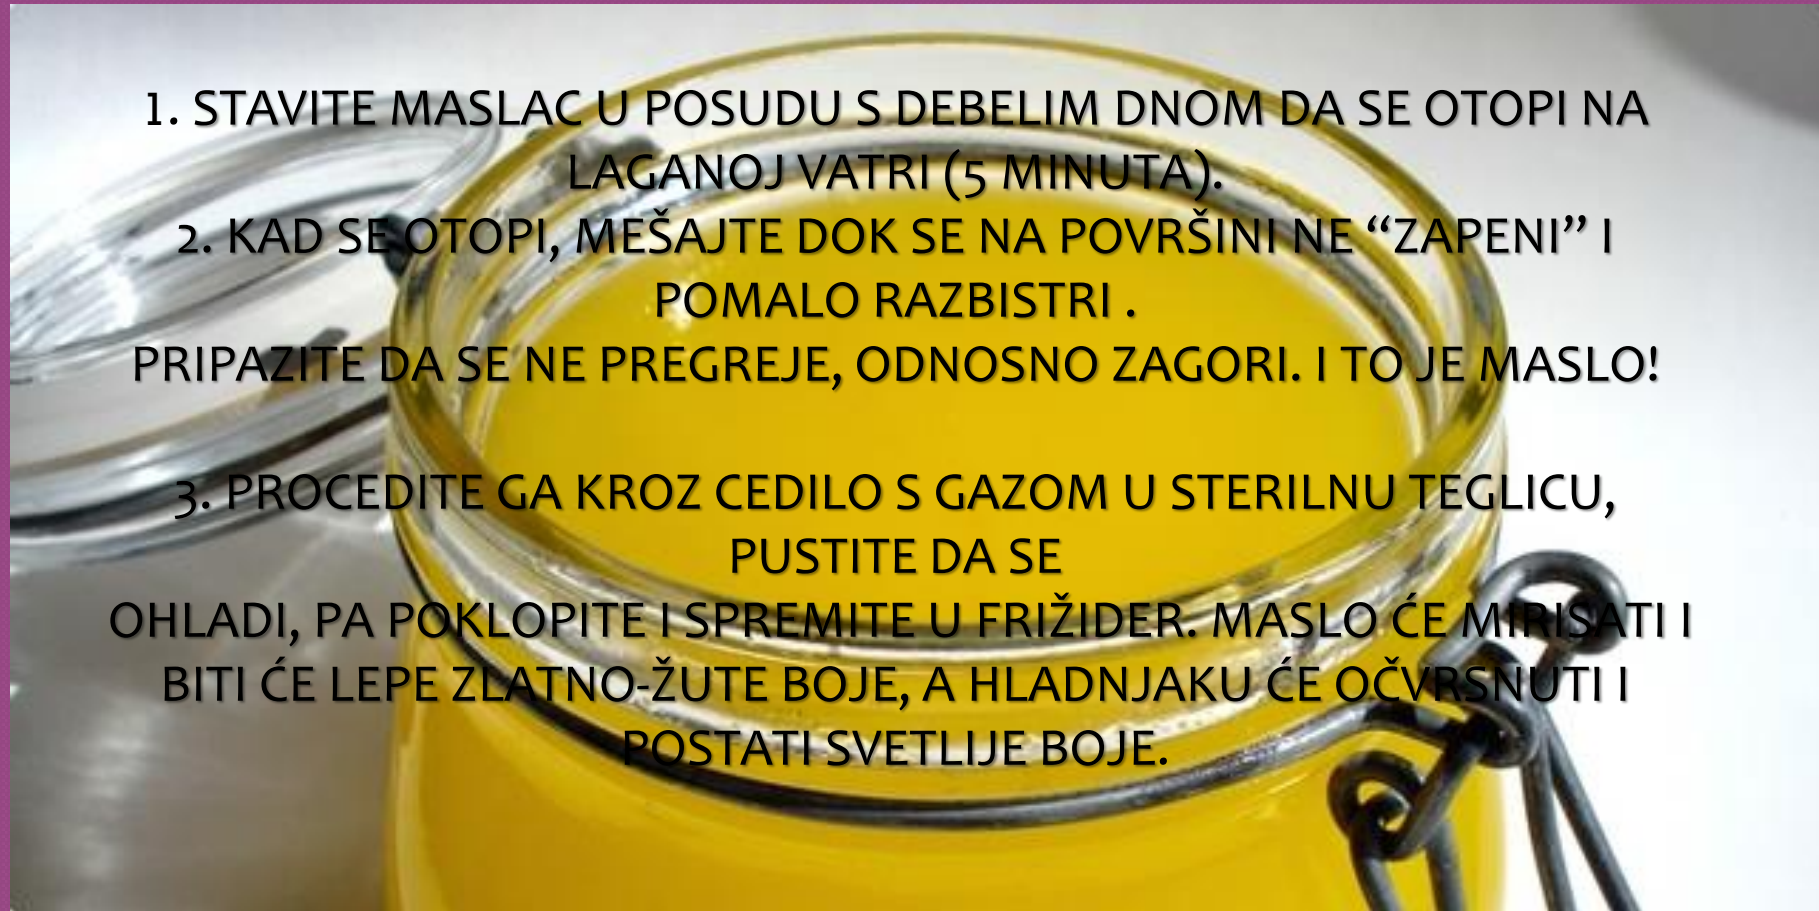 1. STAVITE MASLAC U POSUDU S DEBELIM DNOM DA SE OTOPI NA
LAGANOJ VATRI (5 MINUTA).
2. KAD SE OTOPI, MEŠAJTE DOK SE NA POVRŠINI NE “ZAPENI” I
POMALO RAZBISTRI .
PRIPAZITE DA SE NE PREGREJE, ODNOSNO ZAGORI. I TO JE MASLO!
3. PROCEDITE GA KROZ CEDILO S GAZOM U STERILNU TEGLICU,
PUSTITE DA SE
OHLADI, PA POKLOPITE I SPREMITE U FRIŽIDER. MASLO ĆE MIRISATI I
BITI ĆE LEPE ZLATNO-ŽUTE BOJE, A HLADNJAKU ĆE OČVRSNUTI I
POSTATI SVETLIJE BOJE.